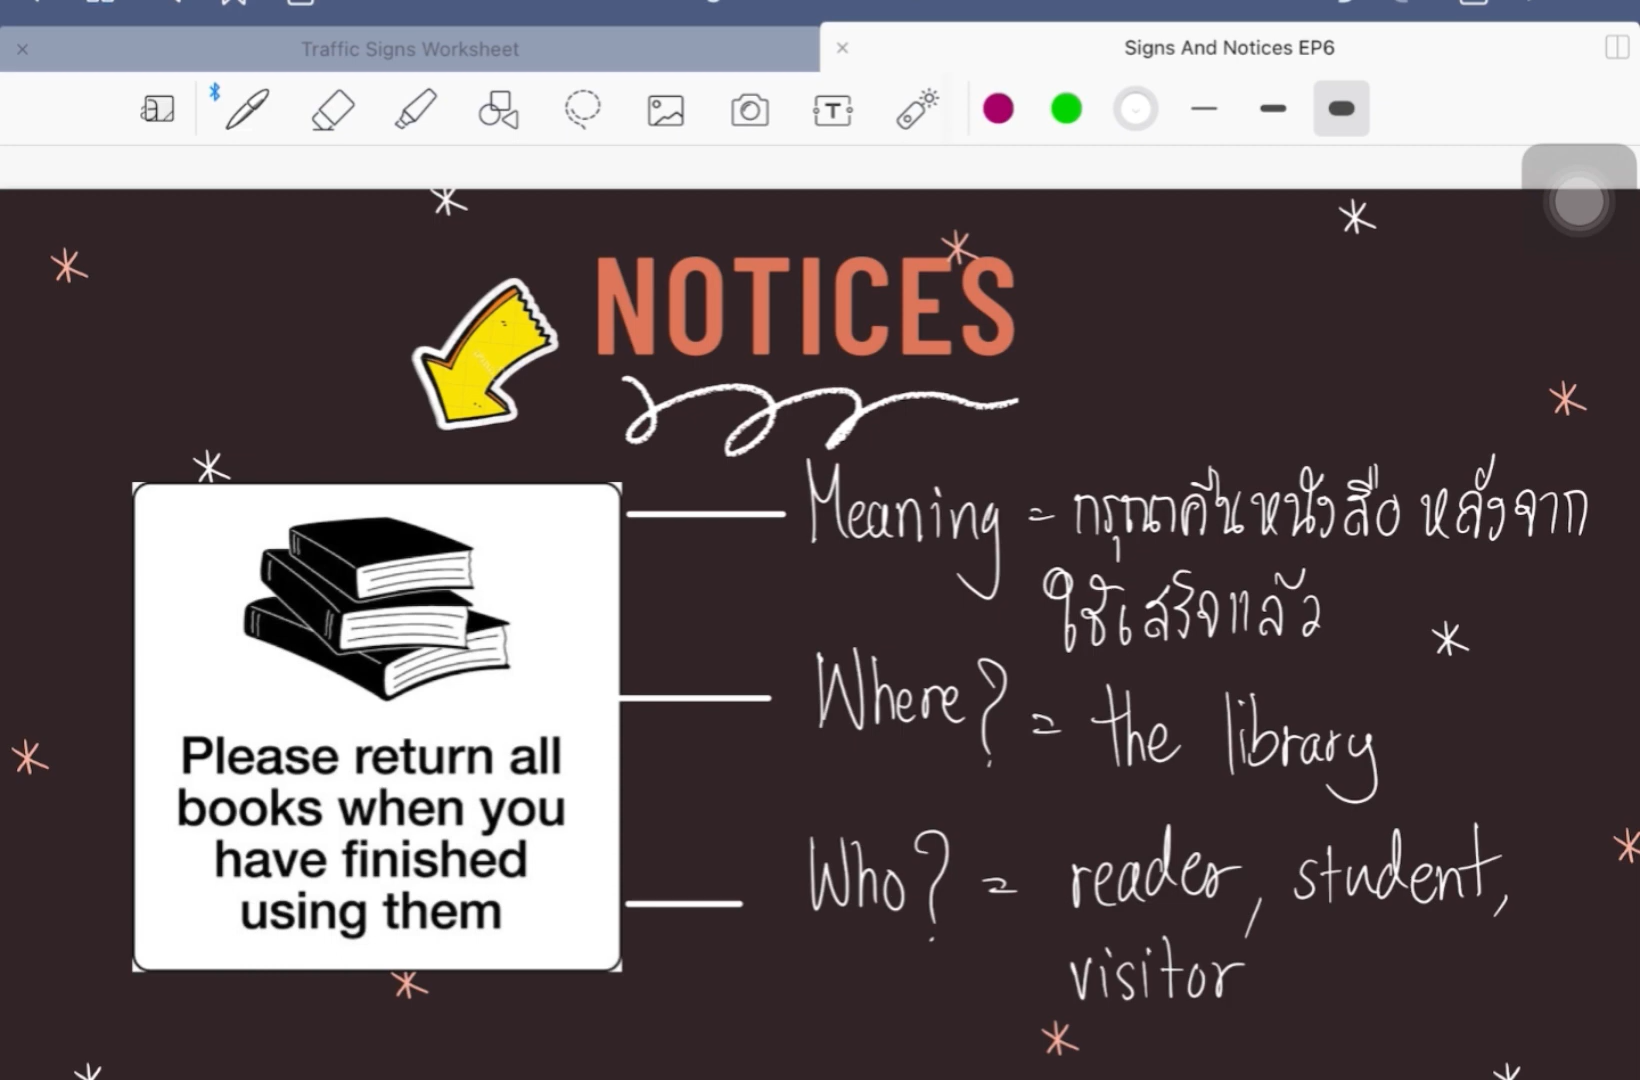 Traffic Signs Worksheet
Signs And Notices EP6
NOTICES
Please return all
books when you
have finished
using them
Meaning = กรุณาคืนหนังสือ หลังจาก
ใช้เสร็จแล้ว
Where? = the library
Who? = reader, student,
visitor